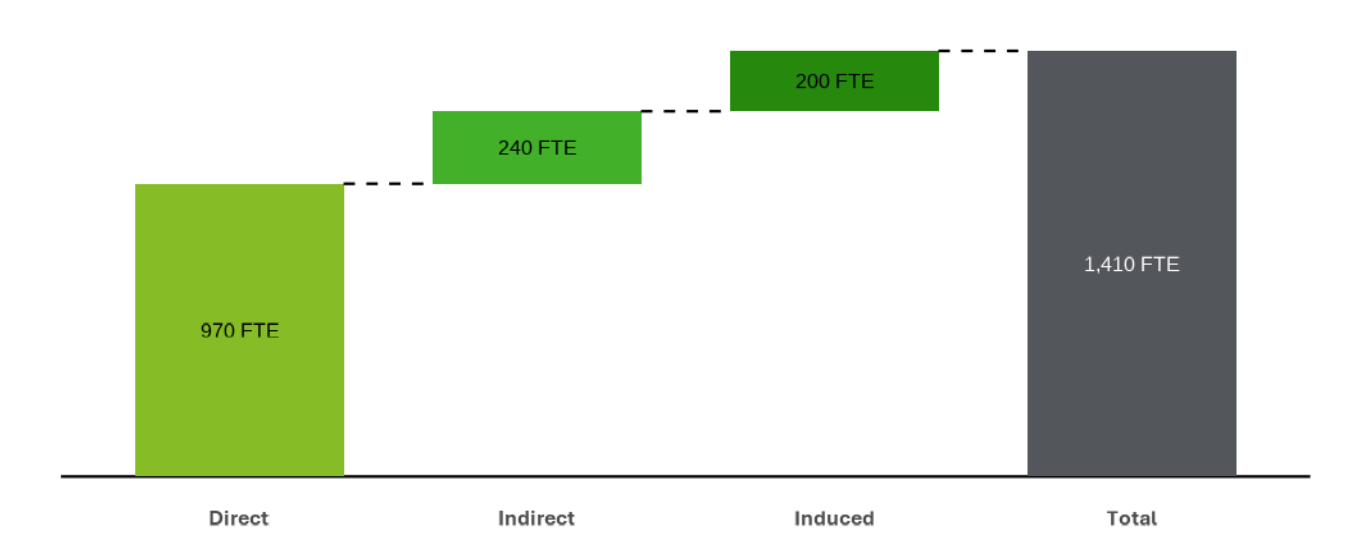 200 FTE
240 FTE
1,410 FTE
970 FTE
Direct
Indirect
Induced
Total